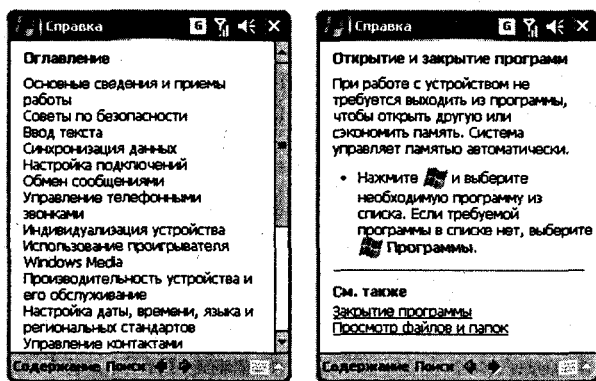 Справка
Оглавление
Основные сведения и приемы
работы
Советы по безопасности
Ввод текста
Синхронизация данных
Настройка подключений
Обмен сообщениями
Управление телефонными
звонками
Индивидуализация устройства
Использование проигрывателя
Windows Media
Производительность устройства и
его обслуживание
Настройка даты, времени, языка и
региональных стандартов
Управление контактами
Содержание Поиск
Справка
Открытие и закрытие программ
При работе с устройством не
требуется выходить из программы,
чтобы открыть другую или
сэкономить память. Система
управляет памятью автоматически.
• Нажмите и выберите
необходимую программу из
списка. Если требуемой
программы в списке нет, выберите
Программы.
См. также
Закрытие программы
Просмотр файлов и папок
Содержание Поиск